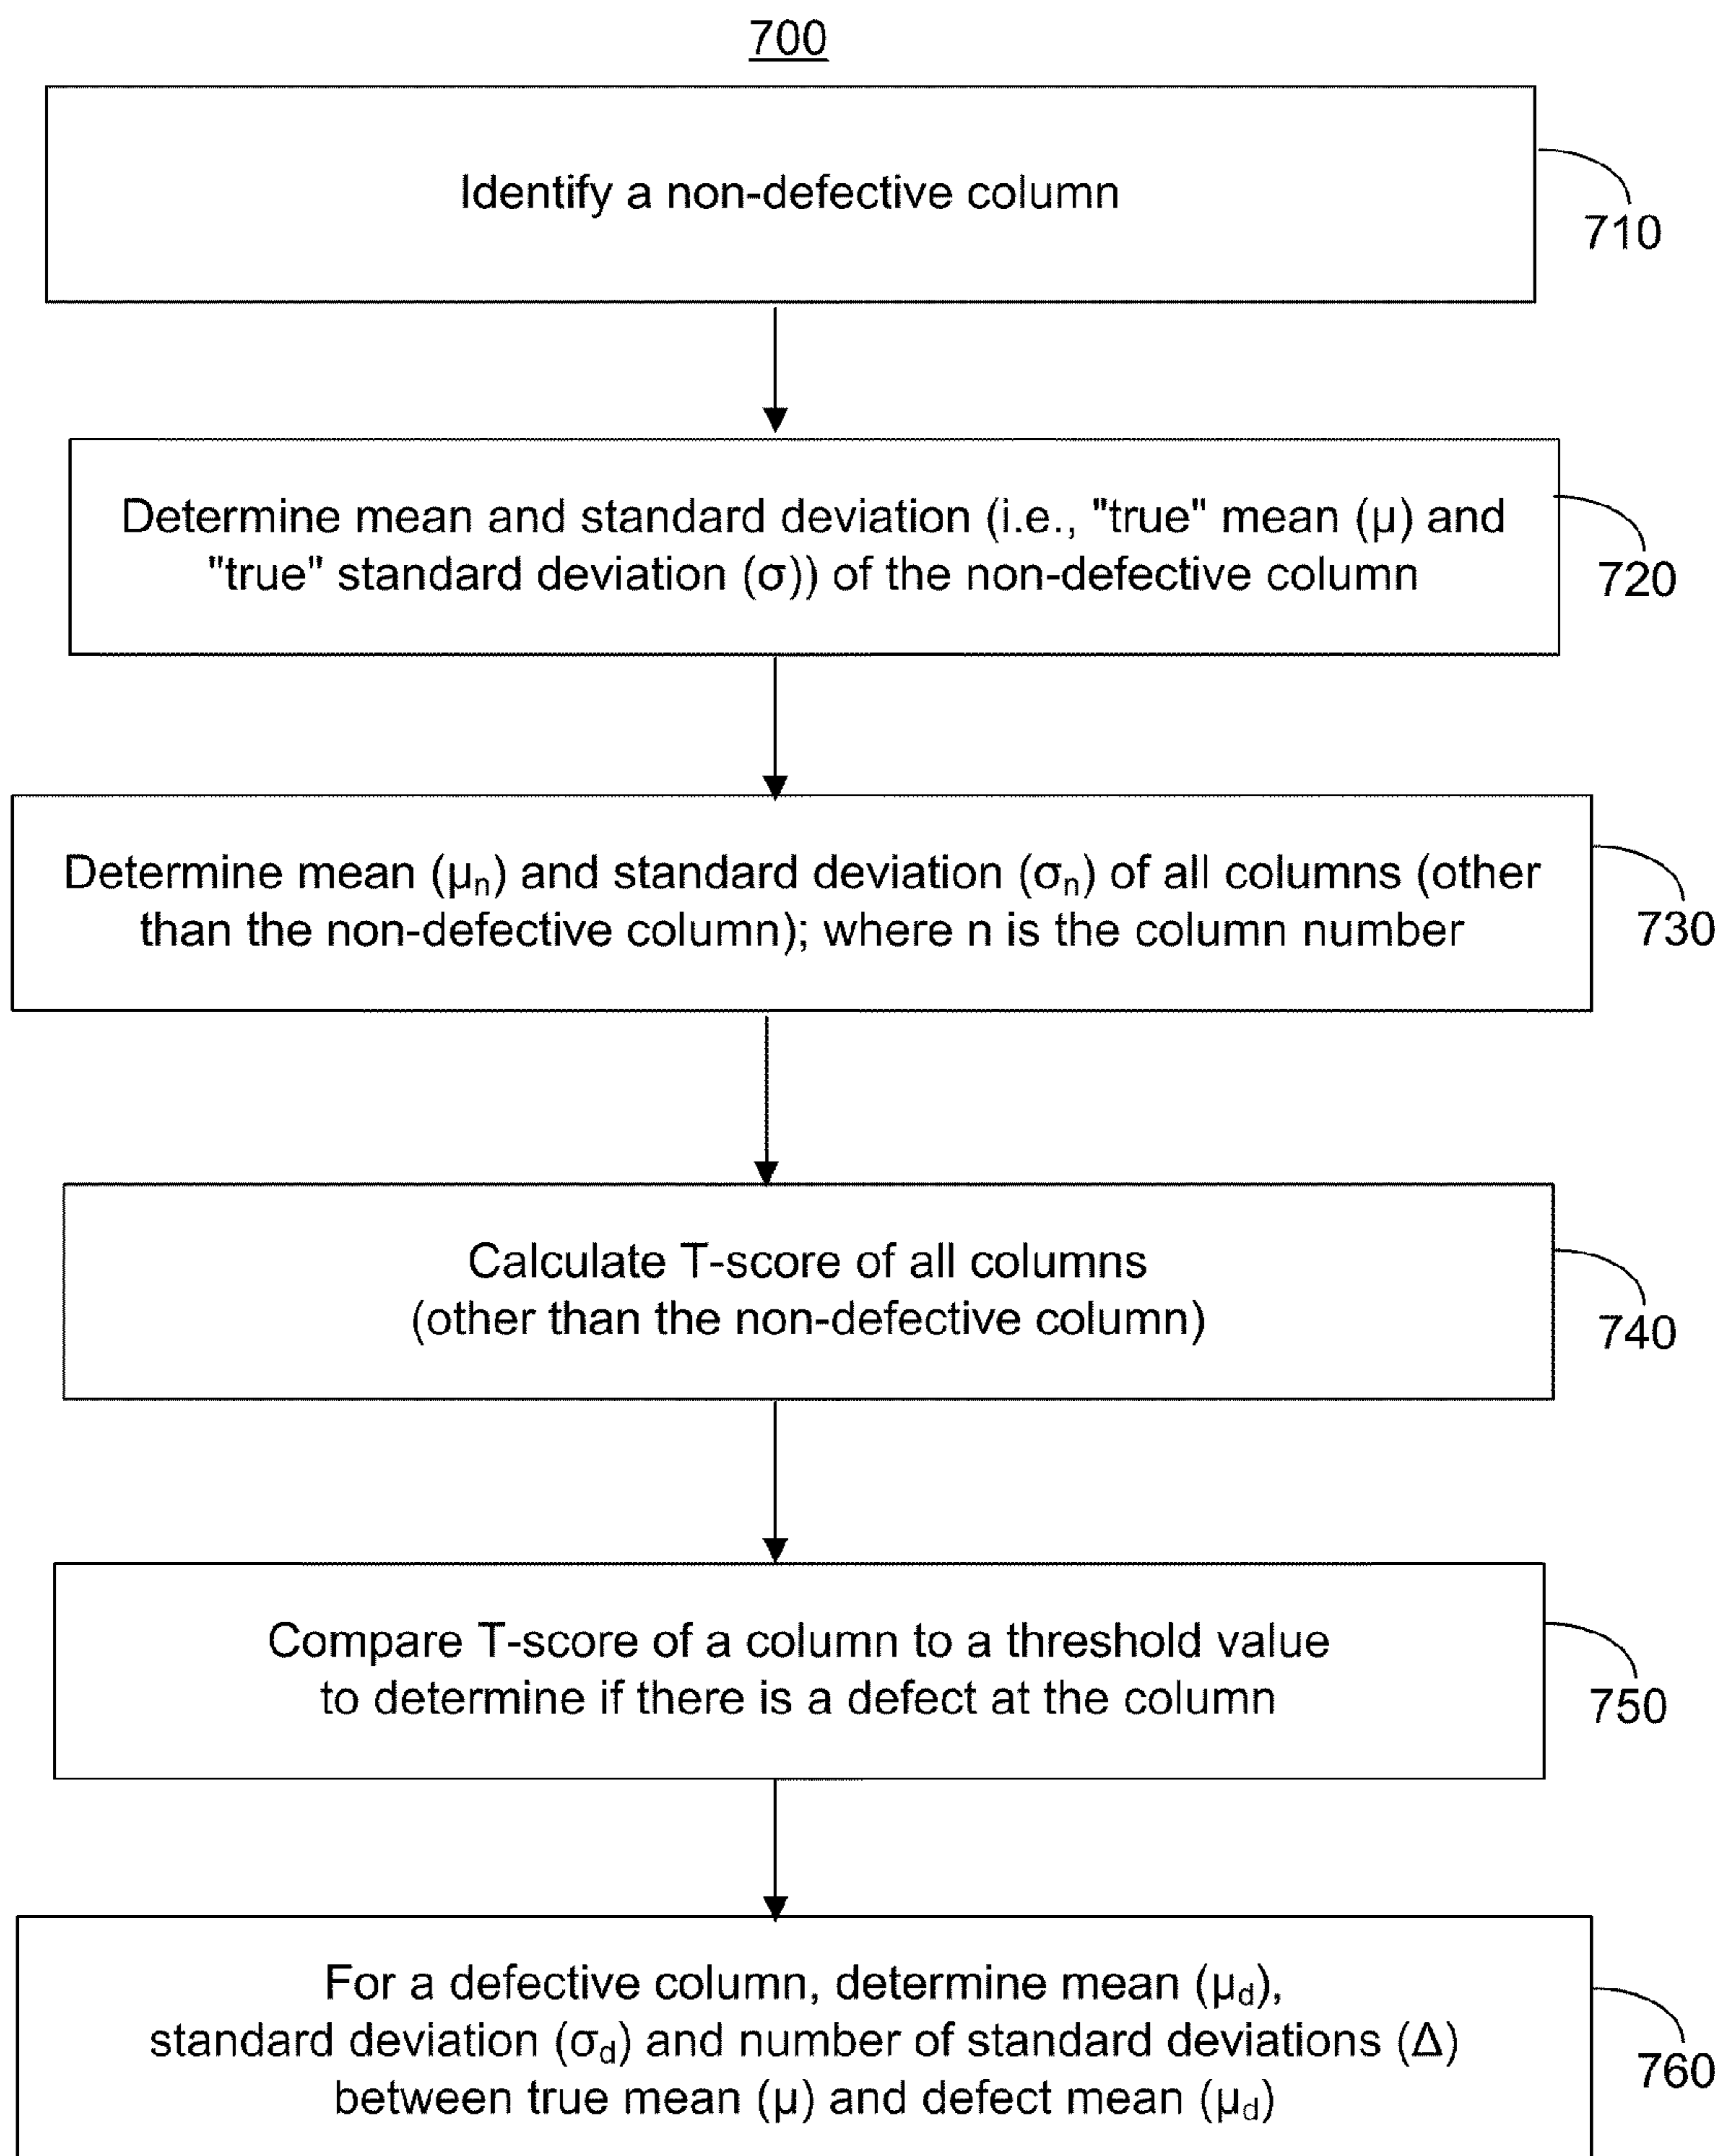 700
Identify a non-defective column
710
Determine mean and standard deviation (i.e., "true" mean (μ) and
"true" standard deviation (σ)) of the non-defective column
720
Determine mean (μₙ) and standard deviation (σₙ) of all columns (other
than the non-defective column); where n is the column number
730
Calculate T-score of all columns
(other than the non-defective column)
740
Compare T-score of a column to a threshold value
to determine if there is a defect at the column
750
For a defective column, determine mean (μd),
standard deviation (σd) and number of standard deviations (Δ)
between true mean (μ) and defect mean (μd)
760